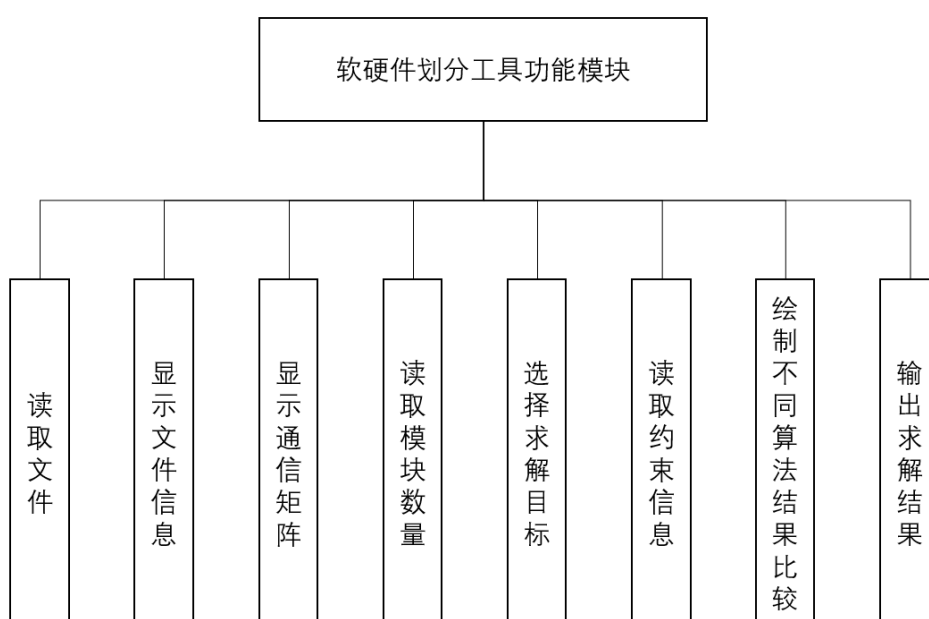 软硬件划分工具功能模块
读取文件
显示文件信息
显示通信矩阵
读取模块数量
选择求解目标
读取约束信息
绘制不同算法结果比较
输出求解结果